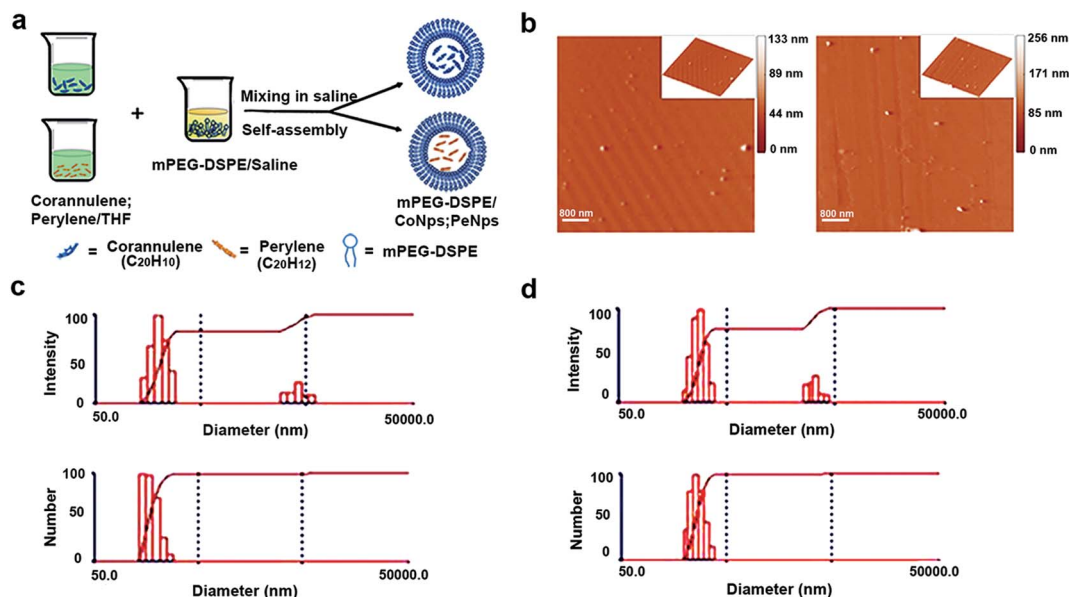 a
Mixing in saline
+
Self-assembly
mPEG-DSPE/Saline
Corannulene;
Perylene/THF
mPEG-DSPE/
CoNps;PeNps
= Corannulene
(C20H10)
= Perylene
(C20H12)
= mPEG-DSPE
b
133 nm
89 nm
44 nm
0 nm
800 nm
256 nm
171 nm
85 nm
0 nm
800 nm
c
Intensity
100
50
0
50.0
50000.0
Diameter (nm)
Number
100
50
0
50.0
50000.0
Diameter (nm)
d
Intensity
100
50
0
50.0
50000.0
Diameter (nm)
Number
100
50
0
50.0
50000.0
Diameter (nm)